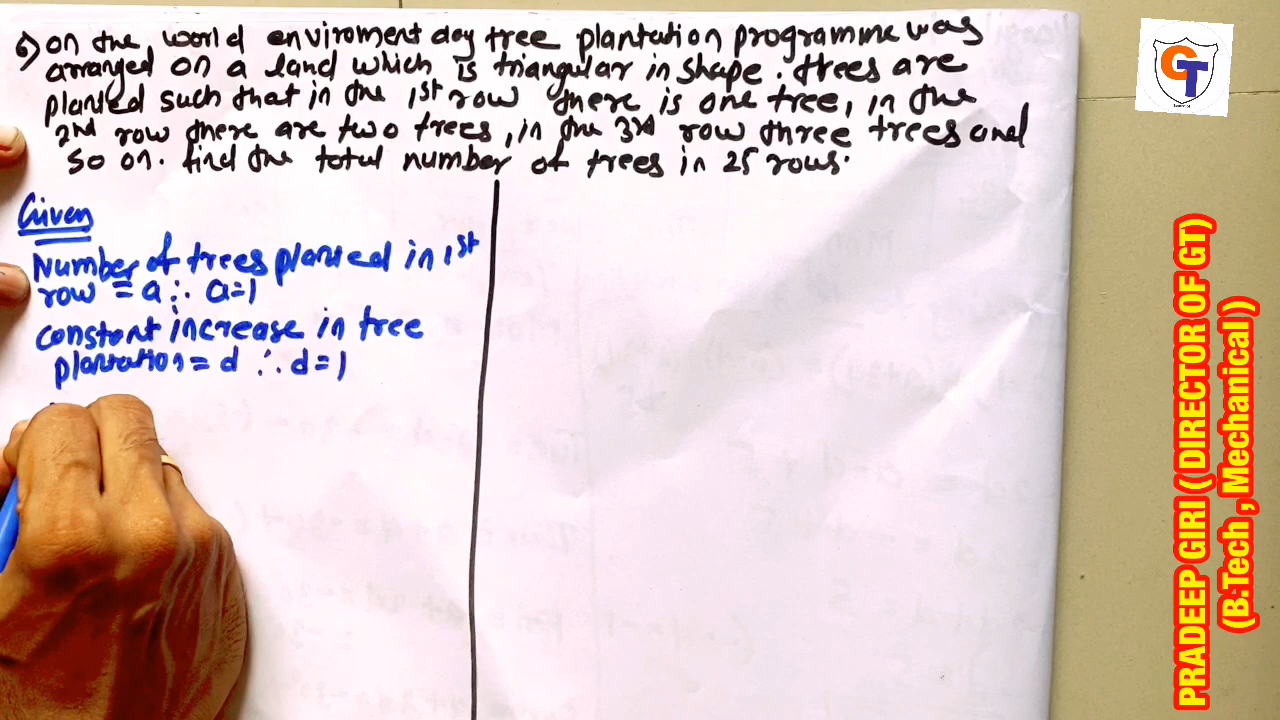 6) on the, world enviroment day tree plantation programme was
arranged on a land which is triangular in shape. trees are
planted such that in the 1st row there is one tree, in the
2nd row there are two trees, in the 3rd row three trees and
so on. find the total number of trees in 25 rows.
Given
Number of trees planted in 1st
row = a ∴ a=1
constant increase in tree
plantation = d ∴ d=1
GT
PRADEEP GIRI (( DIRECTOR OF GT)
(B.Tech , Mechanical )